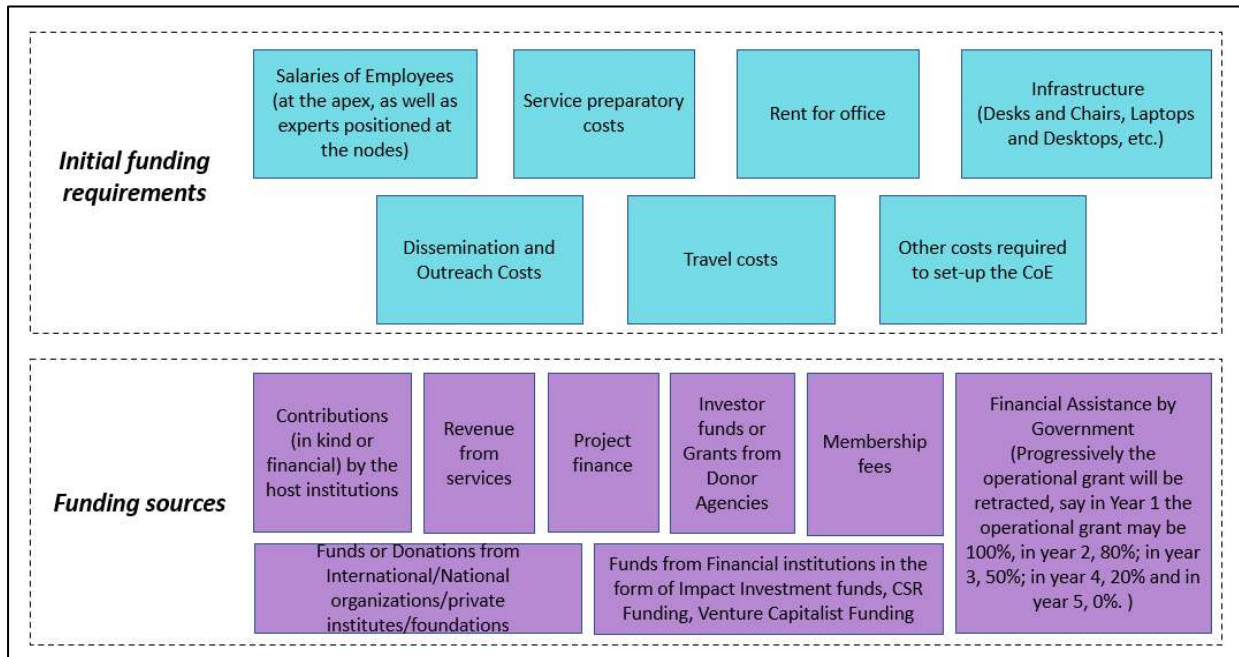 Initial funding
requirements
Salaries of Employees
(at the apex, as well as
experts positioned at
the nodes)
Service preparatory
costs
Rent for office
Infrastructure
(Desks and Chairs, Laptops
and Desktops, etc.)
Dissemination and
Outreach Costs
Travel costs
Other costs required
to set-up the CoE
Funding sources
Contributions
(in kind or
financial) by the
host institutions
Revenue
from
services
Project
finance
Investor
funds or
Grants from
Donor
Agencies
Membership
fees
Financial Assistance by
Government
(Progressively the
operational grant will be
retracted, say in Year 1 the
operational grant may be
100%, in year 2, 80%; in year
3, 50%; in year 4, 20% and in
year 5, 0%. )
Funds or Donations from
International/National
organizations/private
institutes/foundations
Funds from Financial institutions in the
form of Impact Investment funds, CSR
Funding, Venture Capitalist Funding